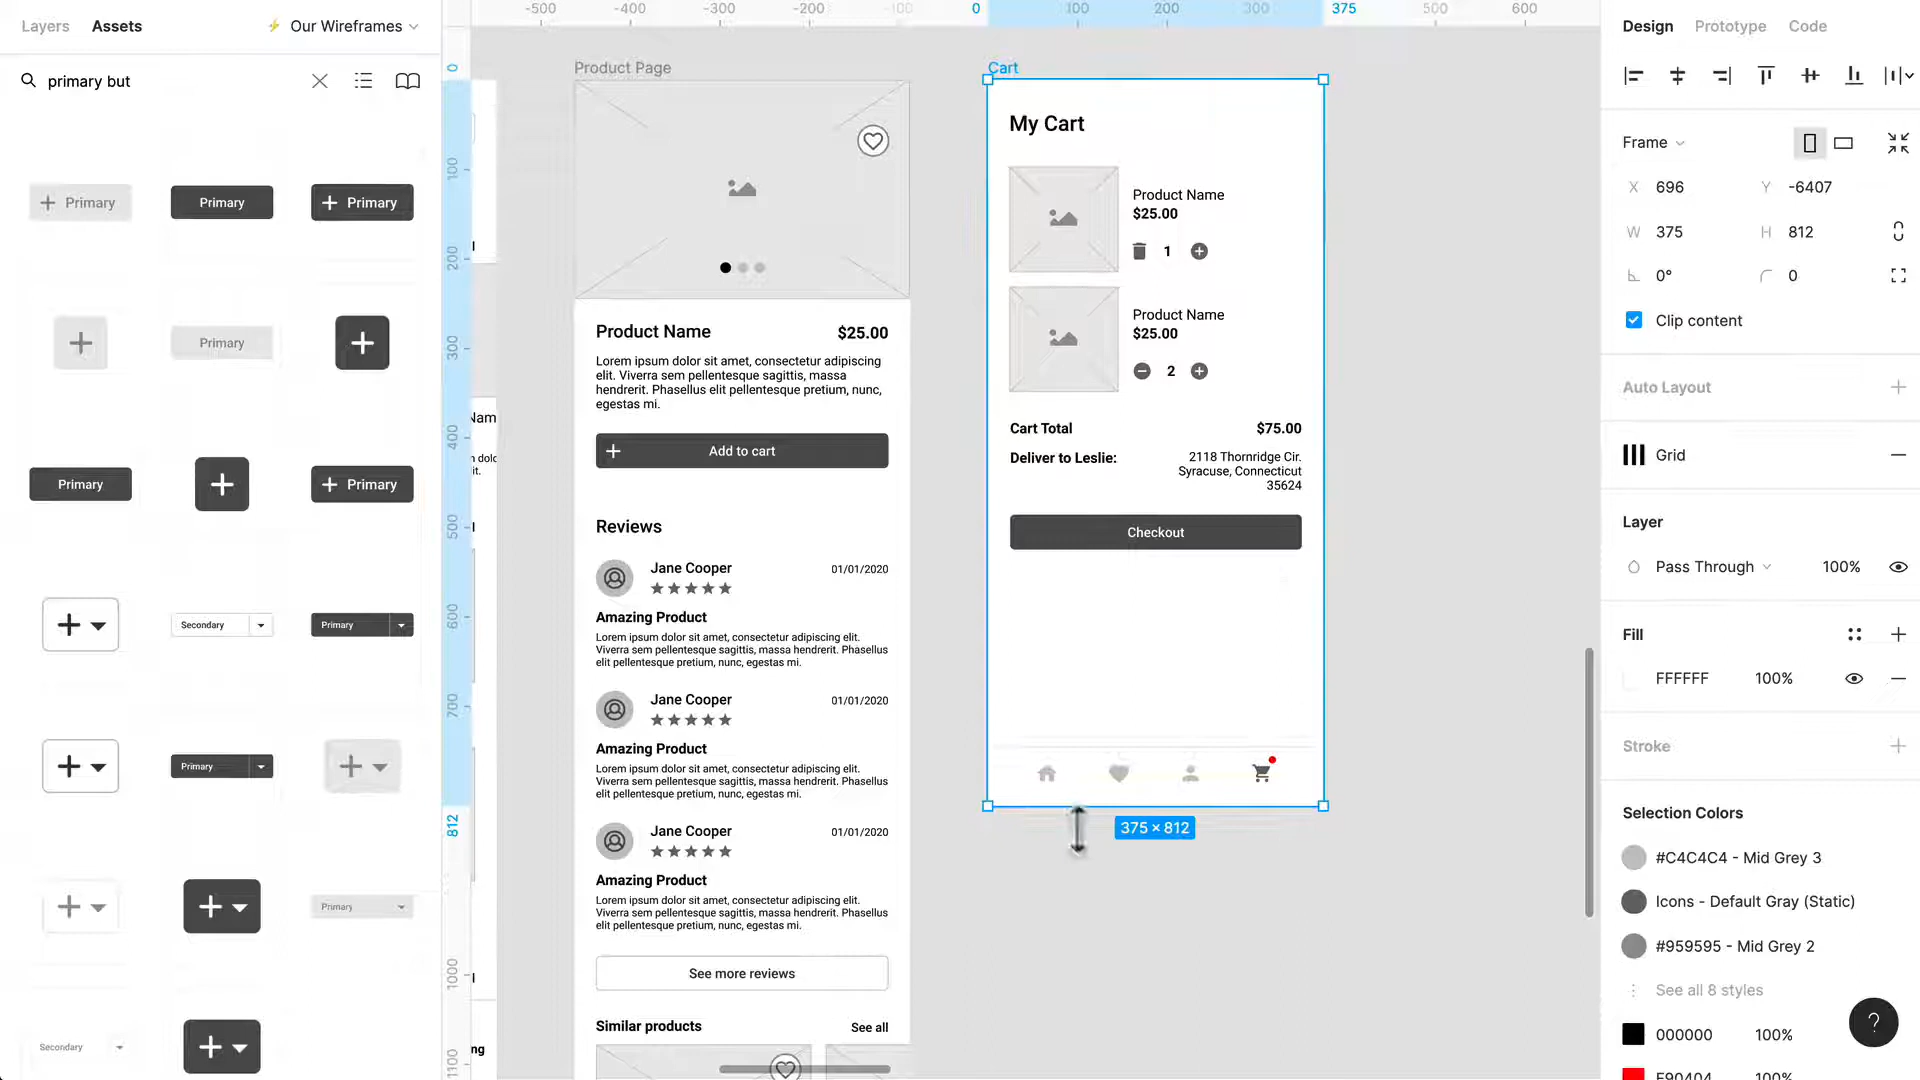 Layers
Assets
Our Wireframes
primary but
Primary
Primary
Primary
Primary
Primary
Primary
Secondary
Primary
Primary
Primary
Secondary
-500
-400
-300
-200
-100
0
100
200
300
375
500
600
0
100
200
300
400
500
600
700
812
1000
1100
Product Page
Product Name
$25.00
Lorem ipsum dolor sit amet, consectetur adipiscing
elit. Viverra sem pellentesque sagittis, massa
hendrerit. Phasellus elit pellentesque pretium, nunc,
egestas mi.
Add to cart
Reviews
Jane Cooper
01/01/2020
Amazing Product
Lorem ipsum dolor sit amet, consectetur adipiscing elit.
Viverra sem pellentesque sagittis, massa hendrerit. Phasellus
elit pellentesque pretium, nunc, egestas mi.
Jane Cooper
01/01/2020
Amazing Product
Lorem ipsum dolor sit amet, consectetur adipiscing elit.
Viverra sem pellentesque sagittis, massa hendrerit. Phasellus
elit pellentesque pretium, nunc, egestas mi.
Jane Cooper
01/01/2020
Amazing Product
Lorem ipsum dolor sit amet, consectetur adipiscing elit.
Viverra sem pellentesque sagittis, massa hendrerit. Phasellus
elit pellentesque pretium, nunc, egestas mi.
See more reviews
Similar products
See all
Cart
My Cart
Product Name
$25.00
1
Product Name
$25.00
2
Cart Total
$75.00
Deliver to Leslie:
2118 Thornridge Cir.
Syracuse, Connecticut
35624
Checkout
375 × 812
Design
Prototype
Code
Frame
X 696
Y -6407
W 375
H 812
0°
0
Clip content
Auto Layout
Grid
Layer
Pass Through
100%
Fill
FFFFFF
100%
Stroke
Selection Colors
#C4C4C4 - Mid Grey 3
Icons - Default Gray (Static)
#959595 - Mid Grey 2
See all 8 styles
000000
100%
?